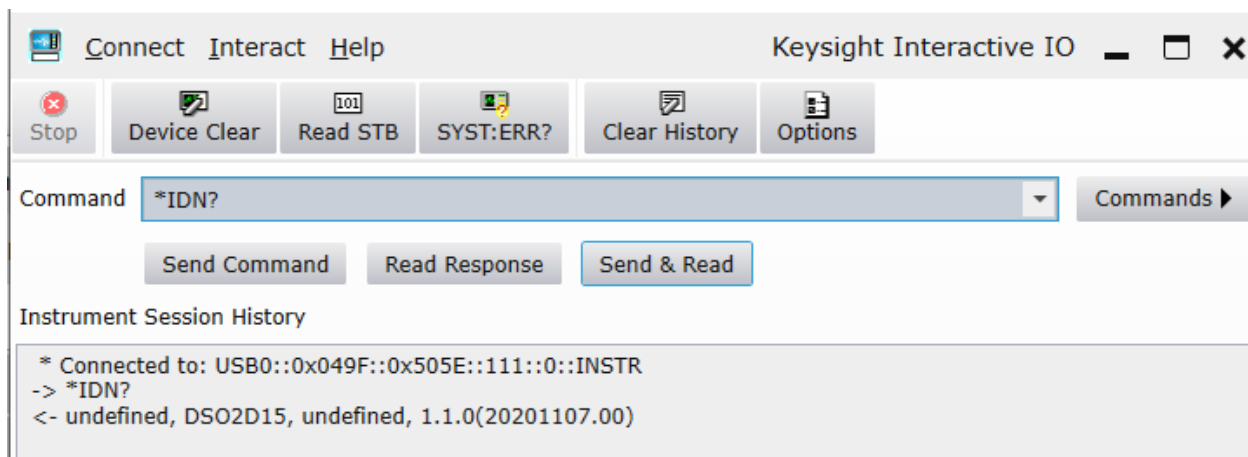 Connect Interact Help Keysight Interactive IO
Stop Device Clear Read STB SYST:ERR? Clear History Options
Command *IDN? Commands
Send Command Read Response Send & Read
Instrument Session History
* Connected to: USB0::0x049F::0x505E::111::0::INSTR
-> *IDN?
<- undefined, DSO2D15, undefined, 1.1.0(20201107.00)